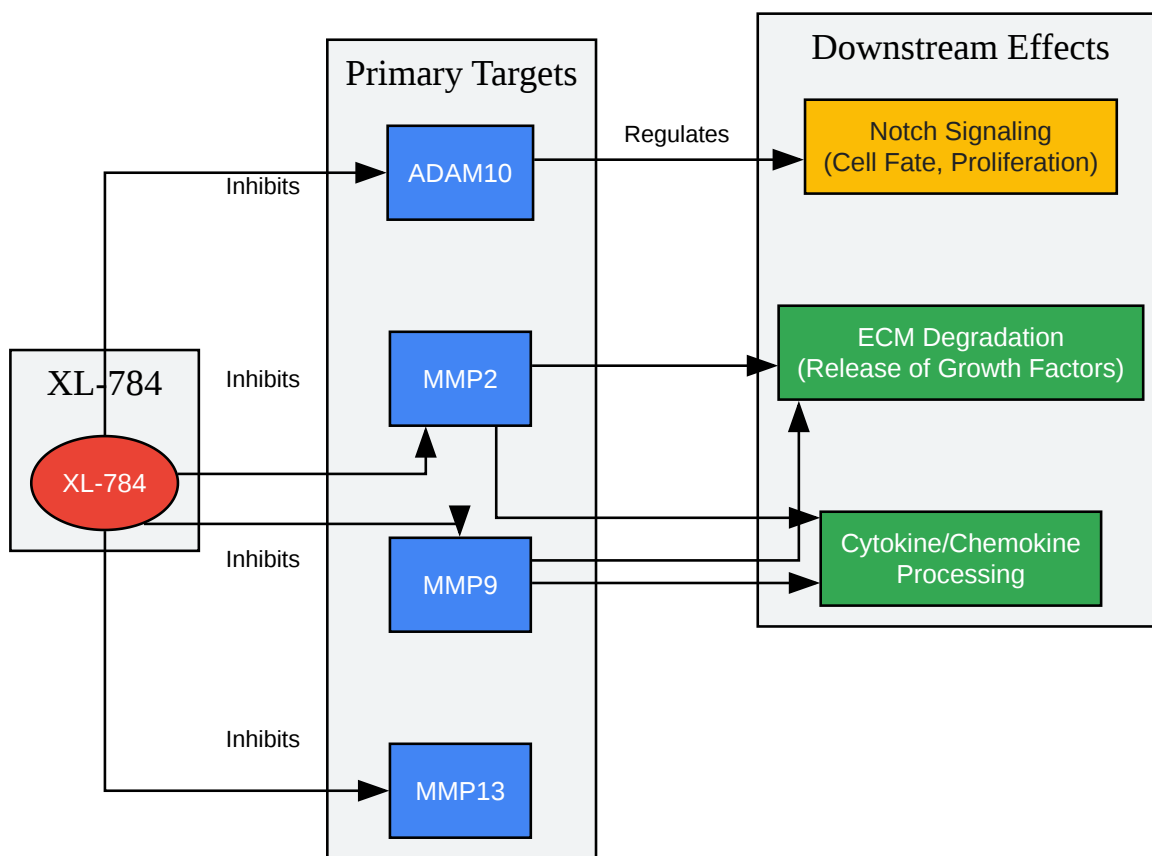 XL-784
XL-784
Inhibits
Inhibits
Inhibits
Inhibits
Primary Targets
ADAM10
MMP2
MMP9
MMP13
Regulates
Downstream Effects
Notch Signaling
(Cell Fate, Proliferation)
ECM Degradation
(Release of Growth Factors)
Cytokine/Chemokine
Processing